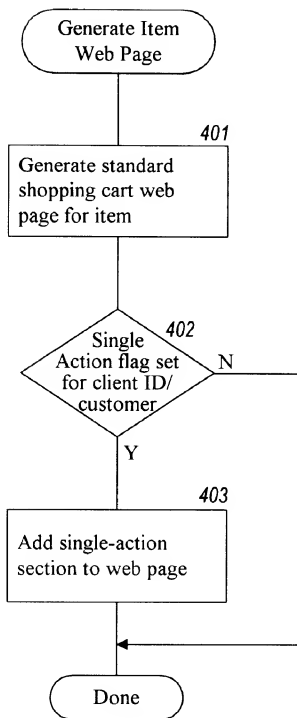 Generate Item
Web Page
401
Generate standard
shopping cart web
page for item
402
Single
Action flag set
for client ID/
customer
N
Y
403
Add single-action
section to web page
Done